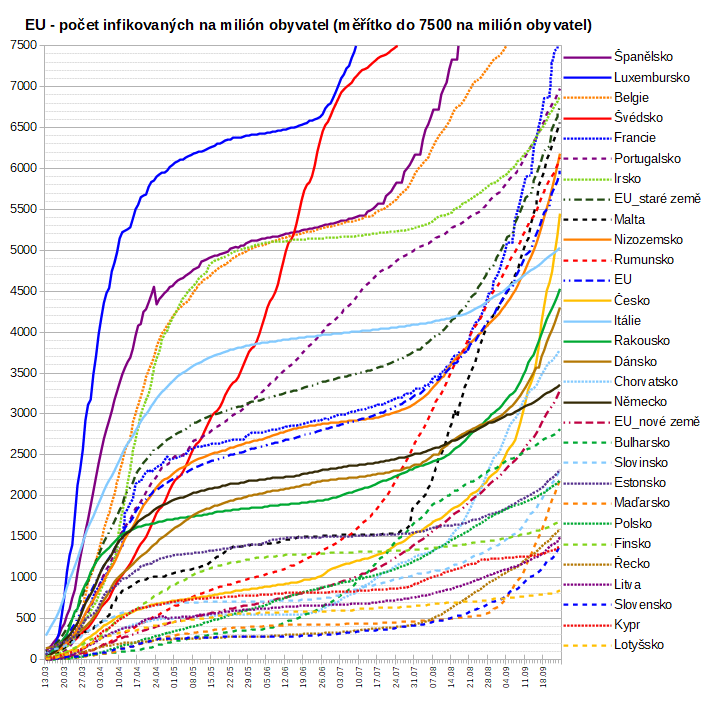 EU - počet infikovaných na milión obyvatel (měřítko do 7500 na milión obyvatel)
7500
7000
6500
6000
5500
5000
4500
4000
3500
3000
2500
2000
1500
1000
500
0
13.03
20.03
27.03
03.04
10.04
17.04
24.04
01.05
08.05
15.05
22.05
29.05
05.06
12.06
19.06
26.06
03.07
10.07
17.07
24.07
31.07
07.08
14.08
21.08
28.08
04.09
11.09
18.09
Španělsko
Luxembursko
Belgie
Švédsko
Francie
Portugalsko
Irsko
EU_staré země
Malta
Nizozemsko
Rumunsko
EU
Česko
Itálie
Rakousko
Dánsko
Chorvatsko
Německo
EU_nové země
Bulharsko
Slovinsko
Estonsko
Maďarsko
Polsko
Finsko
Řecko
Litva
Slovensko
Kypr
Lotyšsko